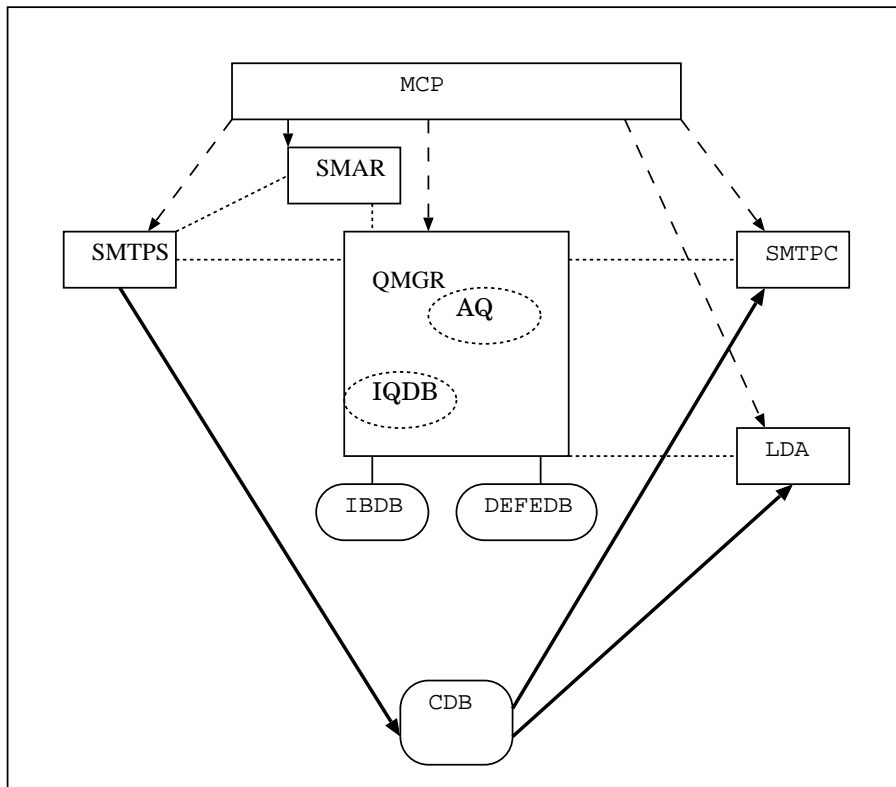 MCP
SMAR
SMTPS
SMTPC
QMGR
AQ
IQDB
LDA
IBDB
DEFEDB
CDB